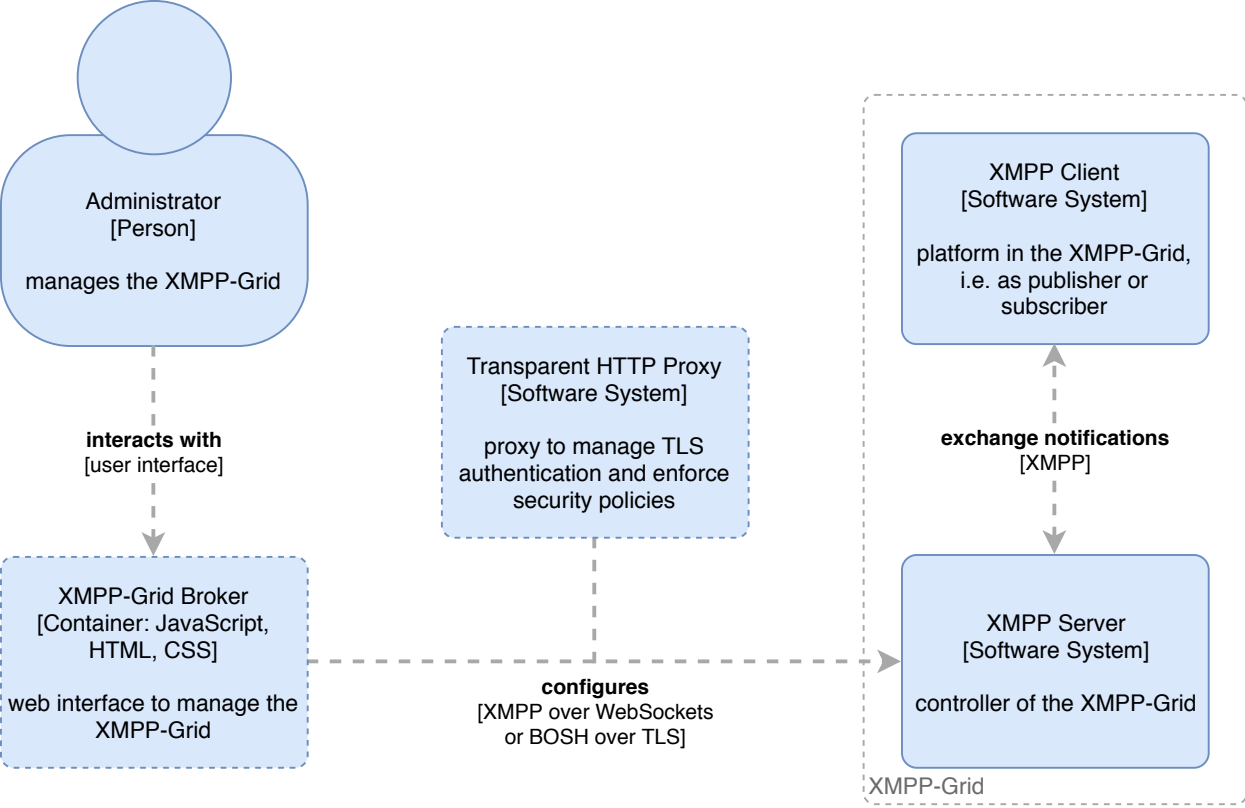 Administrator
[Person]
manages the XMPP-Grid
interacts with
[user interface]
XMPP-Grid Broker
[Container: JavaScript,
HTML, CSS]
web interface to manage the
XMPP-Grid
Transparent HTTP Proxy
[Software System]
proxy to manage TLS
authentication and enforce
security policies
configures
[XMPP over WebSockets
or BOSH over TLS]
XMPP Client
[Software System]
platform in the XMPP-Grid,
i.e. as publisher or
subscriber
exchange notifications
[XMPP]
XMPP Server
[Software System]
controller of the XMPP-Grid
XMPP-Grid